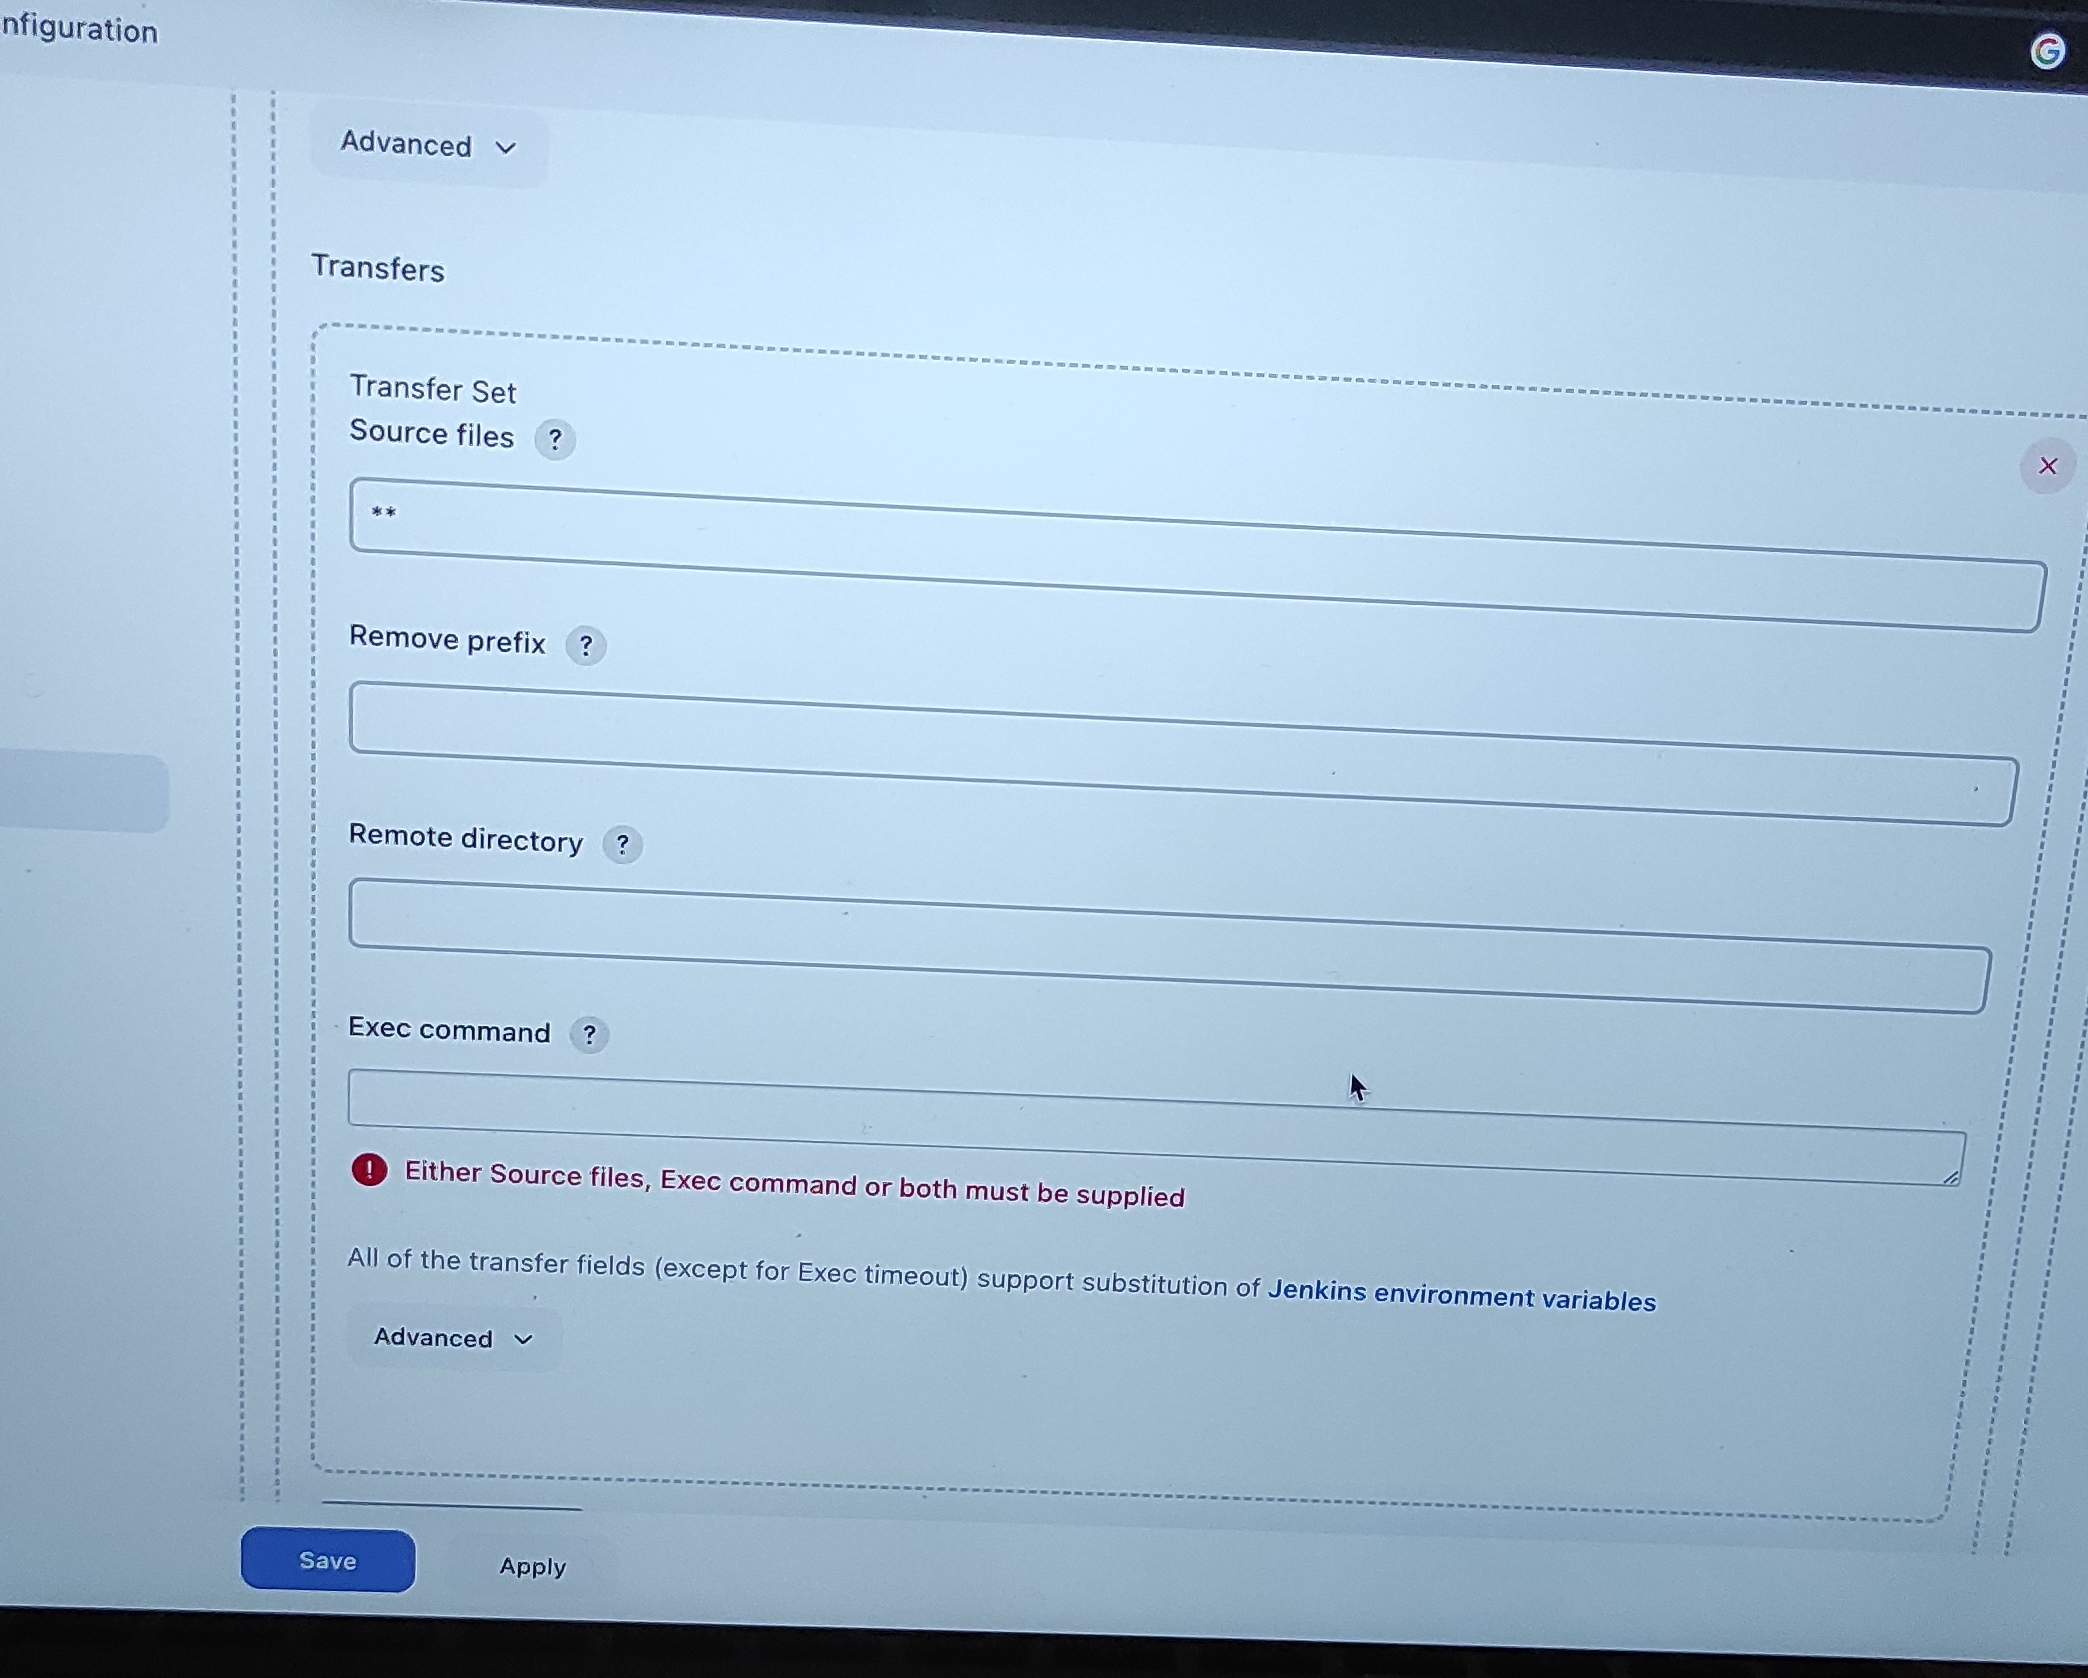 nfiguration
G
Advanced
Transfers
Transfer Set
Source files ?
**
Remove prefix ?
Remote directory ?
Exec command ?
! Either Source files, Exec command or both must be supplied
All of the transfer fields (except for Exec timeout) support substitution of Jenkins environment variables
Advanced
Save Apply